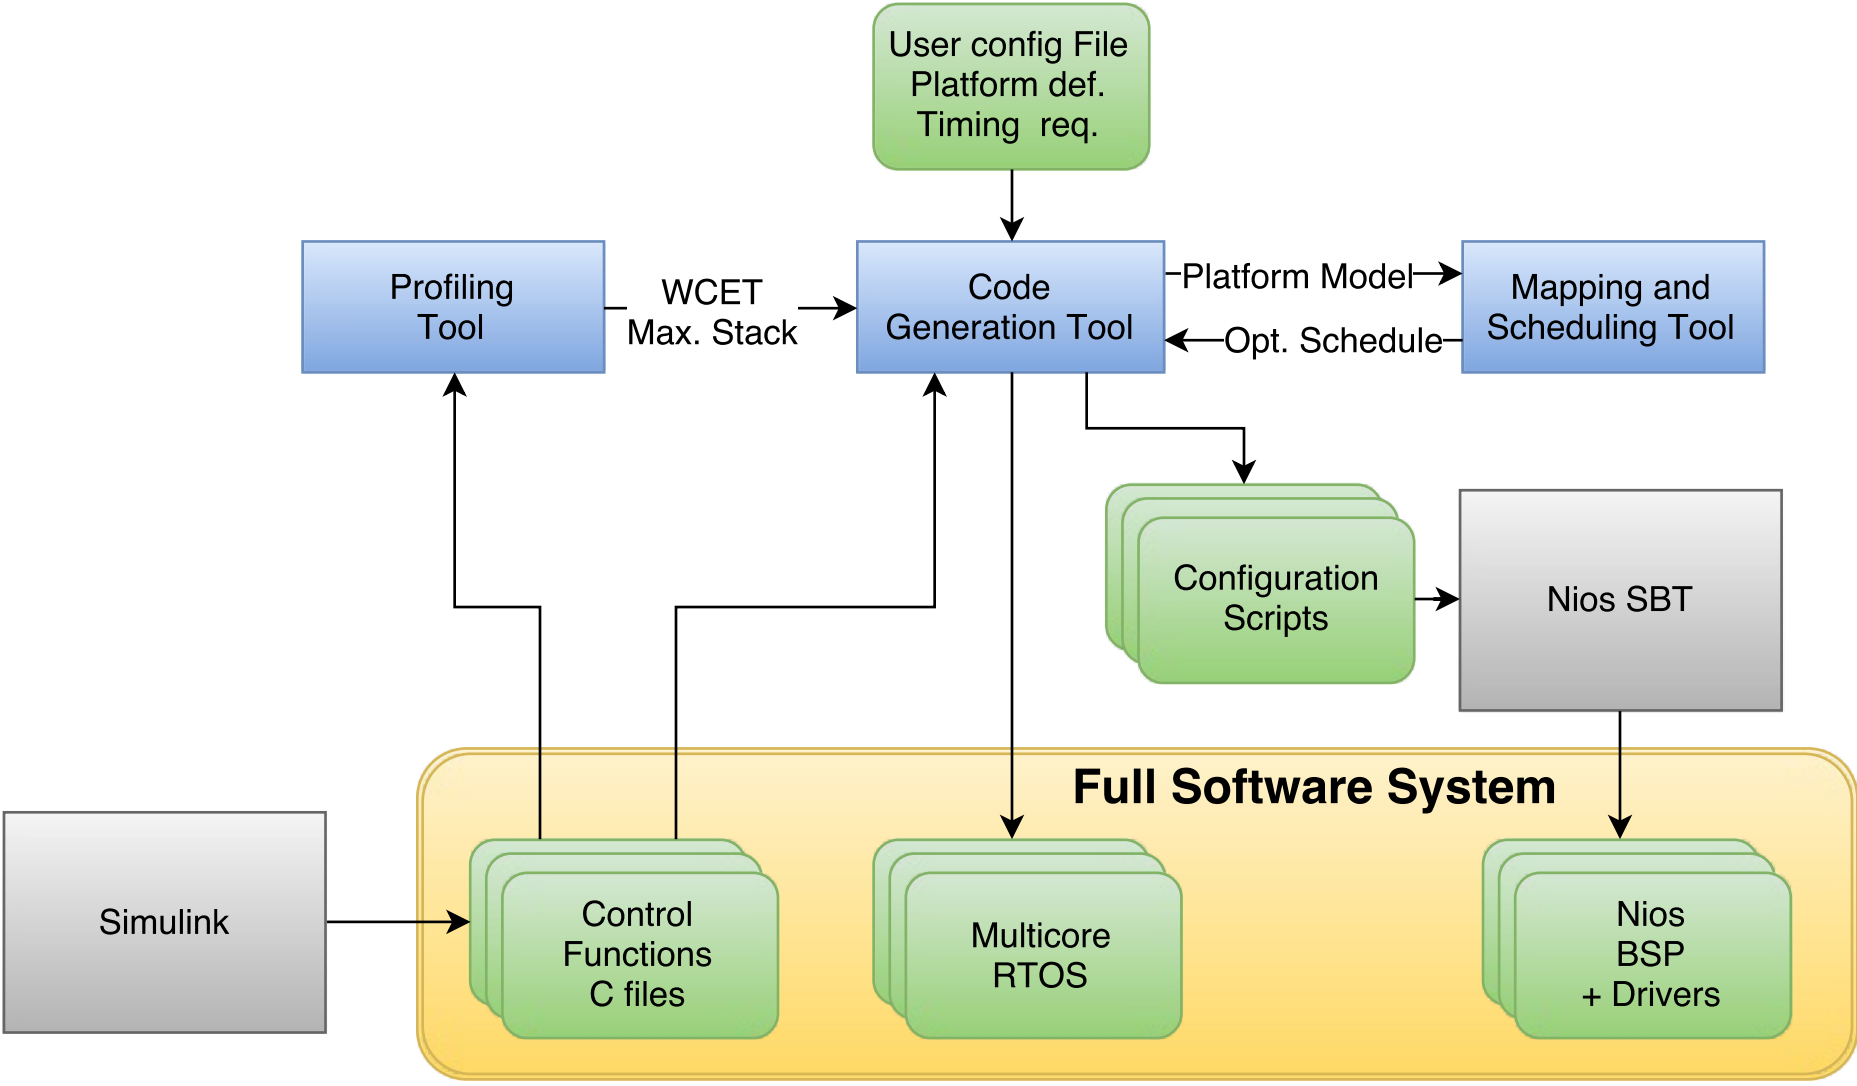 User config File
Platform def.
Timing req.
Profiling
Tool
WCET
Max. Stack
Code
Generation Tool
Platform Model
Opt. Schedule
Mapping and
Scheduling Tool
Configuration
Scripts
Nios SBT
Full Software System
Simulink
Control
Functions
C files
Multicore
RTOS
Nios
BSP
+ Drivers